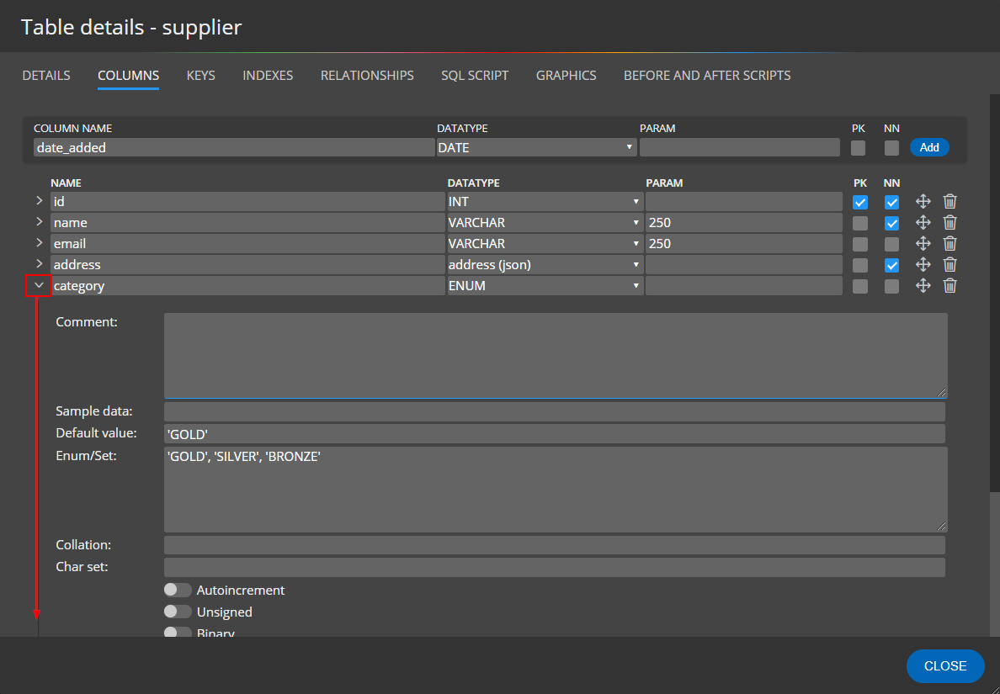 Table details - supplier
DETAILS COLUMNS KEYS INDEXES RELATIONSHIPS SQL SCRIPT GRAPHICS BEFORE AND AFTER SCRIPTS
COLUMN NAME DATATYPE PARAM PK NN
date_added DATE Add
NAME DATATYPE PARAM PK NN
id INT
name VARCHAR 250
email VARCHAR 250
address address (json)
category ENUM
Comment:
Sample data:
Default value: 'GOLD'
Enum/Set: 'GOLD', 'SILVER', 'BRONZE'
Collation:
Char set:
Autoincrement
Unsigned
Binary
CLOSE